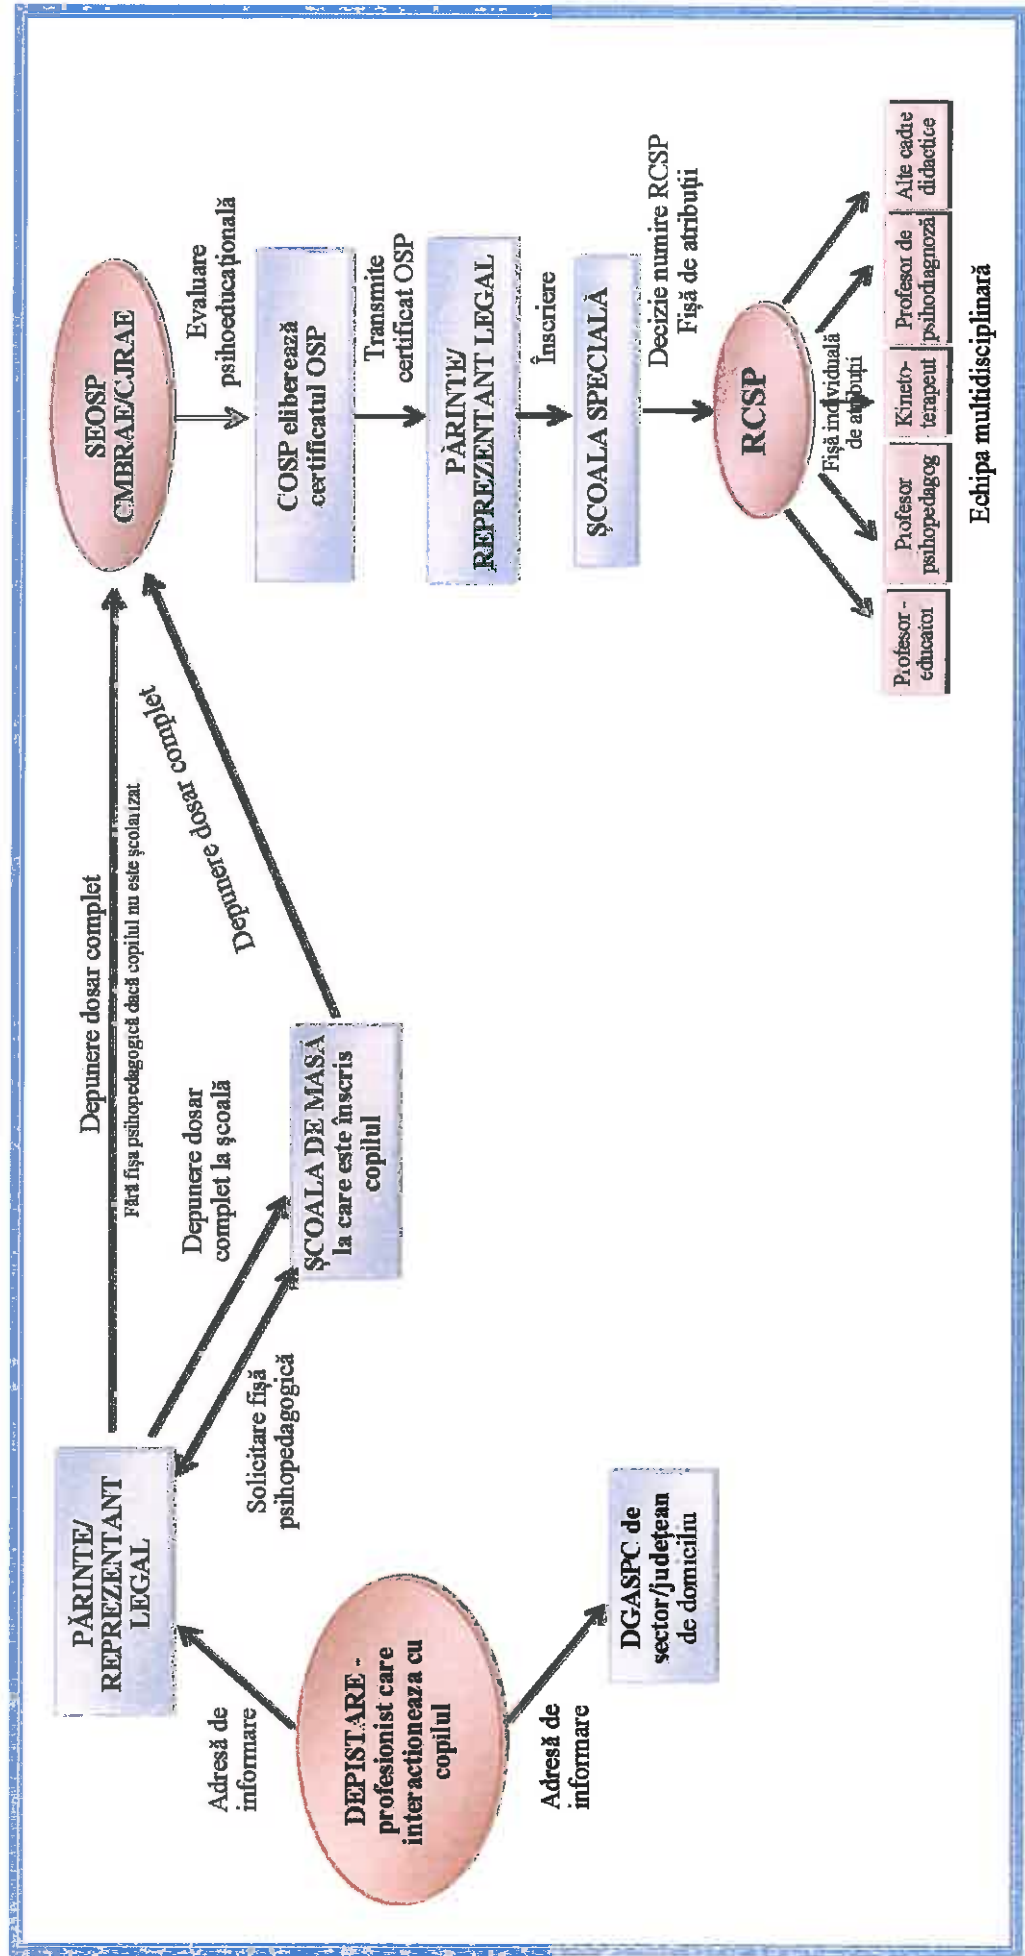 DEPISTARE -
profesionist care
interactioneaza cu
copilul
Adresă de
informare
Adresă de
informare
PĂRINTE/
REPREZENTANT
LEGAL
DGASPC de
sector/județean
de domiciliu
Solicitare fișă
psihopedagogică
Depunere dosar
complet la școală
ȘCOALA DE MASĂ
la care este înscris
copilul
Depunere dosar complet
Fără fișa psihopedagogică dacă copilul nu este școlarizat
Depunere dosar complet
SEOSP
CMBRAE/CJRAE
Evaluare
psihoeducațională
COSP eliberează
certificatul OSP
Transmite
certificat OSP
PĂRINTE/
REPREZENTANT LEGAL
Înscriere
ȘCOALA SPECIALĂ
Decizie numire RCSP
Fișă de atribuții
RCSP
Fișă individuală
de atribuții
Profesor -
educator
Profesor
psihopedagog
Kineto-
terapeut
Profesor de
psihodiagnoză
Alte cadre
didactice
Echipa multidisciplinară